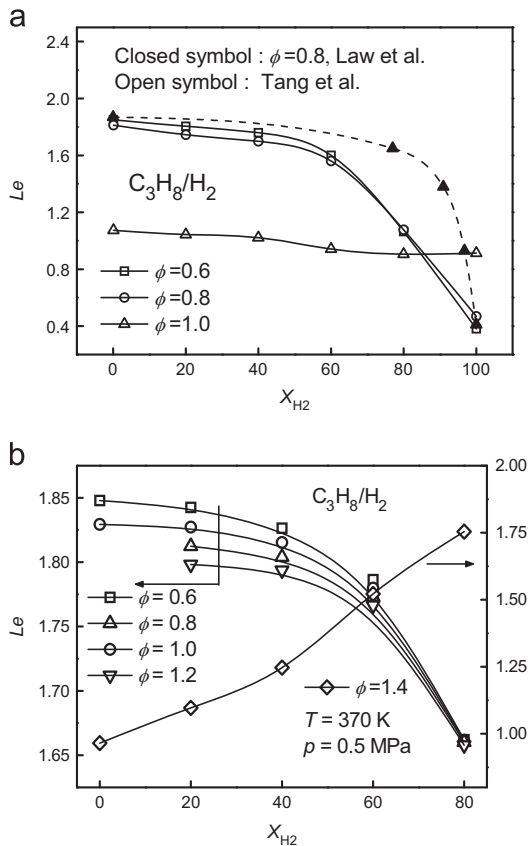 a
Closed symbol : ϕ=0.8, Law et al.
Open symbol : Tang et al.
C₃H₈/H₂
ϕ=0.6
ϕ=0.8
ϕ=1.0
2.4
2.0
1.6
1.2
0.8
0.4
Le
0 20 40 60 80 100
X_H2
b
C₃H₈/H₂
ϕ = 0.6
ϕ = 0.8
ϕ = 1.0
ϕ = 1.2
ϕ =1.4
T = 370 K
p = 0.5 MPa
1.85
1.80
1.75
1.70
1.65
Le
2.00
1.75
1.50
1.25
1.00
0 20 40 60 80
X_H2